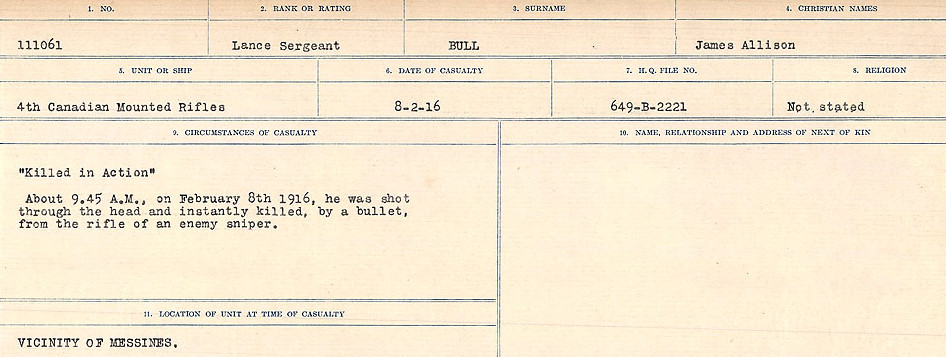 1. NO.
2. RANK OR RATING
3. SURNAME
4. CHRISTIAN NAMES
111061
Lance Sergeant
BULL
James Allison
5. UNIT OR SHIP
6. DATE OF CASUALTY
7. H. Q. FILE NO.
8. RELIGION
4th Canadian Mounted Rifles
8-2-16
649-B-2221
Not stated
9. CIRCUMSTANCES OF CASUALTY
"Killed in Action"
About 9.45 A.M., on February 8th 1916, he was shot
through the head and instantly killed, by a bullet,
from the rifle of an enemy sniper.
10. NAME, RELATIONSHIP AND ADDRESS OF NEXT OF KIN
11. LOCATION OF UNIT AT TIME OF CASUALTY
VICINITY OF MESSINES.